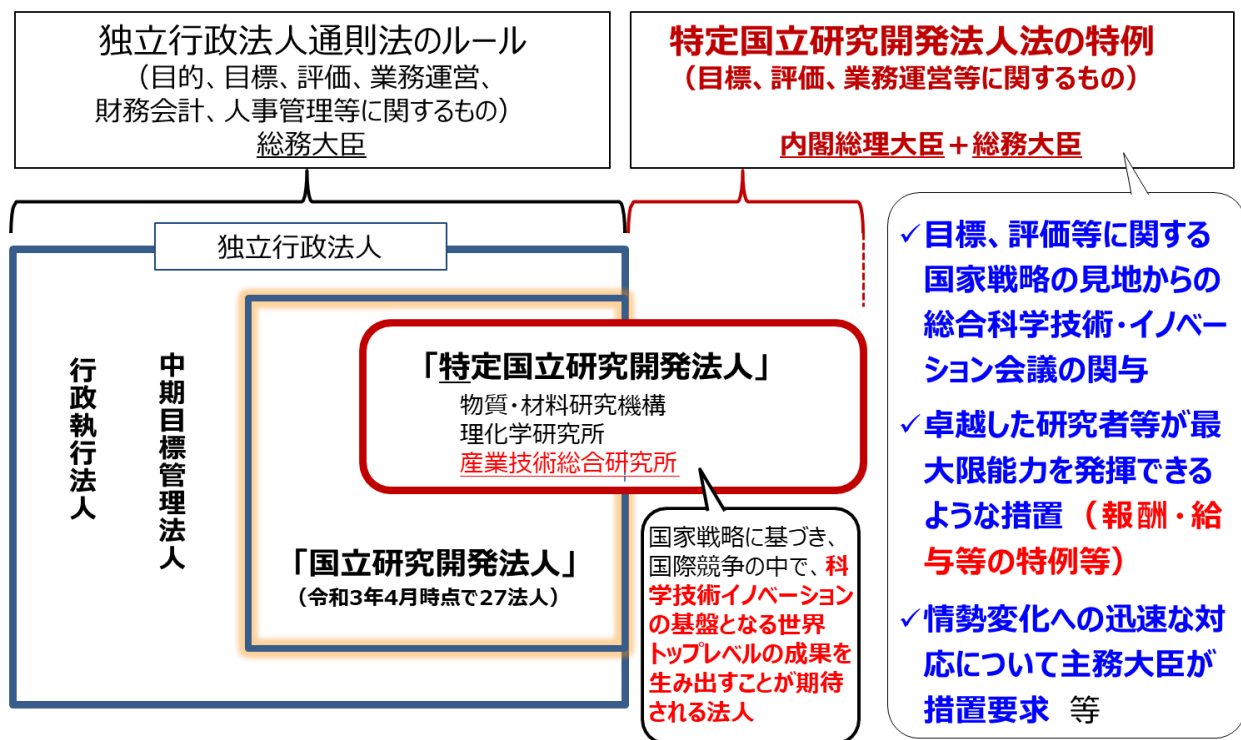 独立行政法人通則法のルール
（目的、目標、評価、業務運営、
財務会計、人事管理等に関するもの）
総務大臣
特定国立研究開発法人法の特例
（目標、評価、業務運営等に関するもの）
内閣総理大臣＋総務大臣
独立行政法人
行政執行法人
中期目標管理法人
「特定国立研究開発法人」
物質・材料研究機構
理化学研究所
産業技術総合研究所
「国立研究開発法人」
（令和3年4月時点で27法人）
国家戦略に基づき、
国際競争の中で、科
学技術イノベーション
の基盤となる世界
トップレベルの成果を
生み出すことが期待
される法人
✓目標、評価等に関する
国家戦略の見地からの
総合科学技術・イノベー
ション会議の関与
✓卓越した研究者等が最
大限能力を発揮できる
ような措置（報酬・給
与等の特例等）
✓情勢変化への迅速な対
応について主務大臣が
措置要求 等